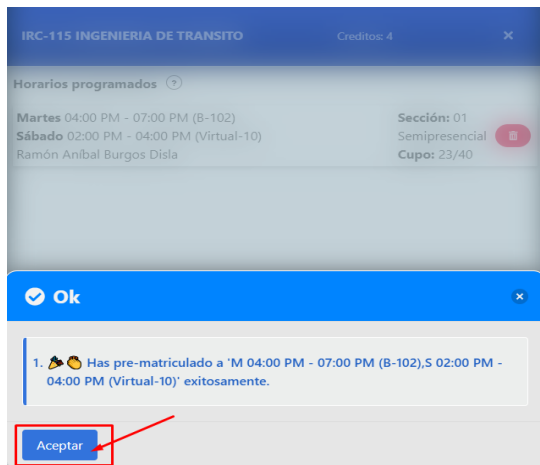 IRC-115 INGENIERIA DE TRANSITO Creditos: 4 ×
Horarios programados ?
Martes 04:00 PM - 07:00 PM (B-102) Sección: 01
Sábado 02:00 PM - 04:00 PM (Virtual-10) Semipresencial
Ramón Aníbal Burgos Disla Cupo: 23/40
Ok
1. 🎉👏 Has pre-matriculado a 'M 04:00 PM - 07:00 PM (B-102),S 02:00 PM -
04:00 PM (Virtual-10)' exitosamente.
Aceptar